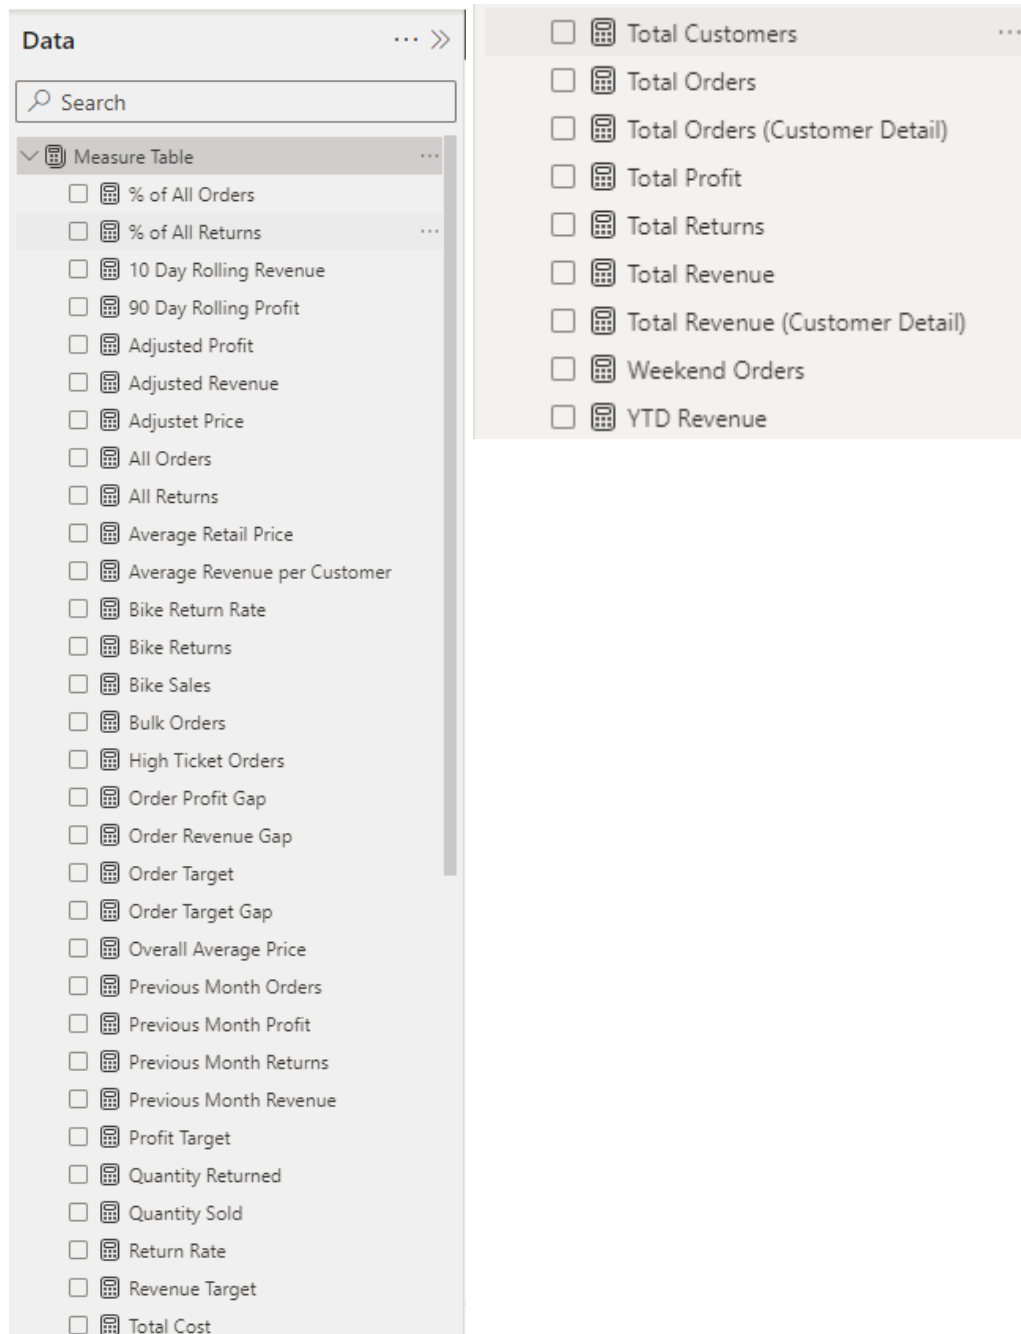 Data
Search
Measure Table
% of All Orders
% of All Returns
10 Day Rolling Revenue
90 Day Rolling Profit
Adjusted Profit
Adjusted Revenue
Adjustet Price
All Orders
All Returns
Average Retail Price
Average Revenue per Customer
Bike Return Rate
Bike Returns
Bike Sales
Bulk Orders
High Ticket Orders
Order Profit Gap
Order Revenue Gap
Order Target
Order Target Gap
Overall Average Price
Previous Month Orders
Previous Month Profit
Previous Month Returns
Previous Month Revenue
Profit Target
Quantity Returned
Quantity Sold
Return Rate
Revenue Target
Total Cost
Total Customers
Total Orders
Total Orders (Customer Detail)
Total Profit
Total Returns
Total Revenue
Total Revenue (Customer Detail)
Weekend Orders
YTD Revenue